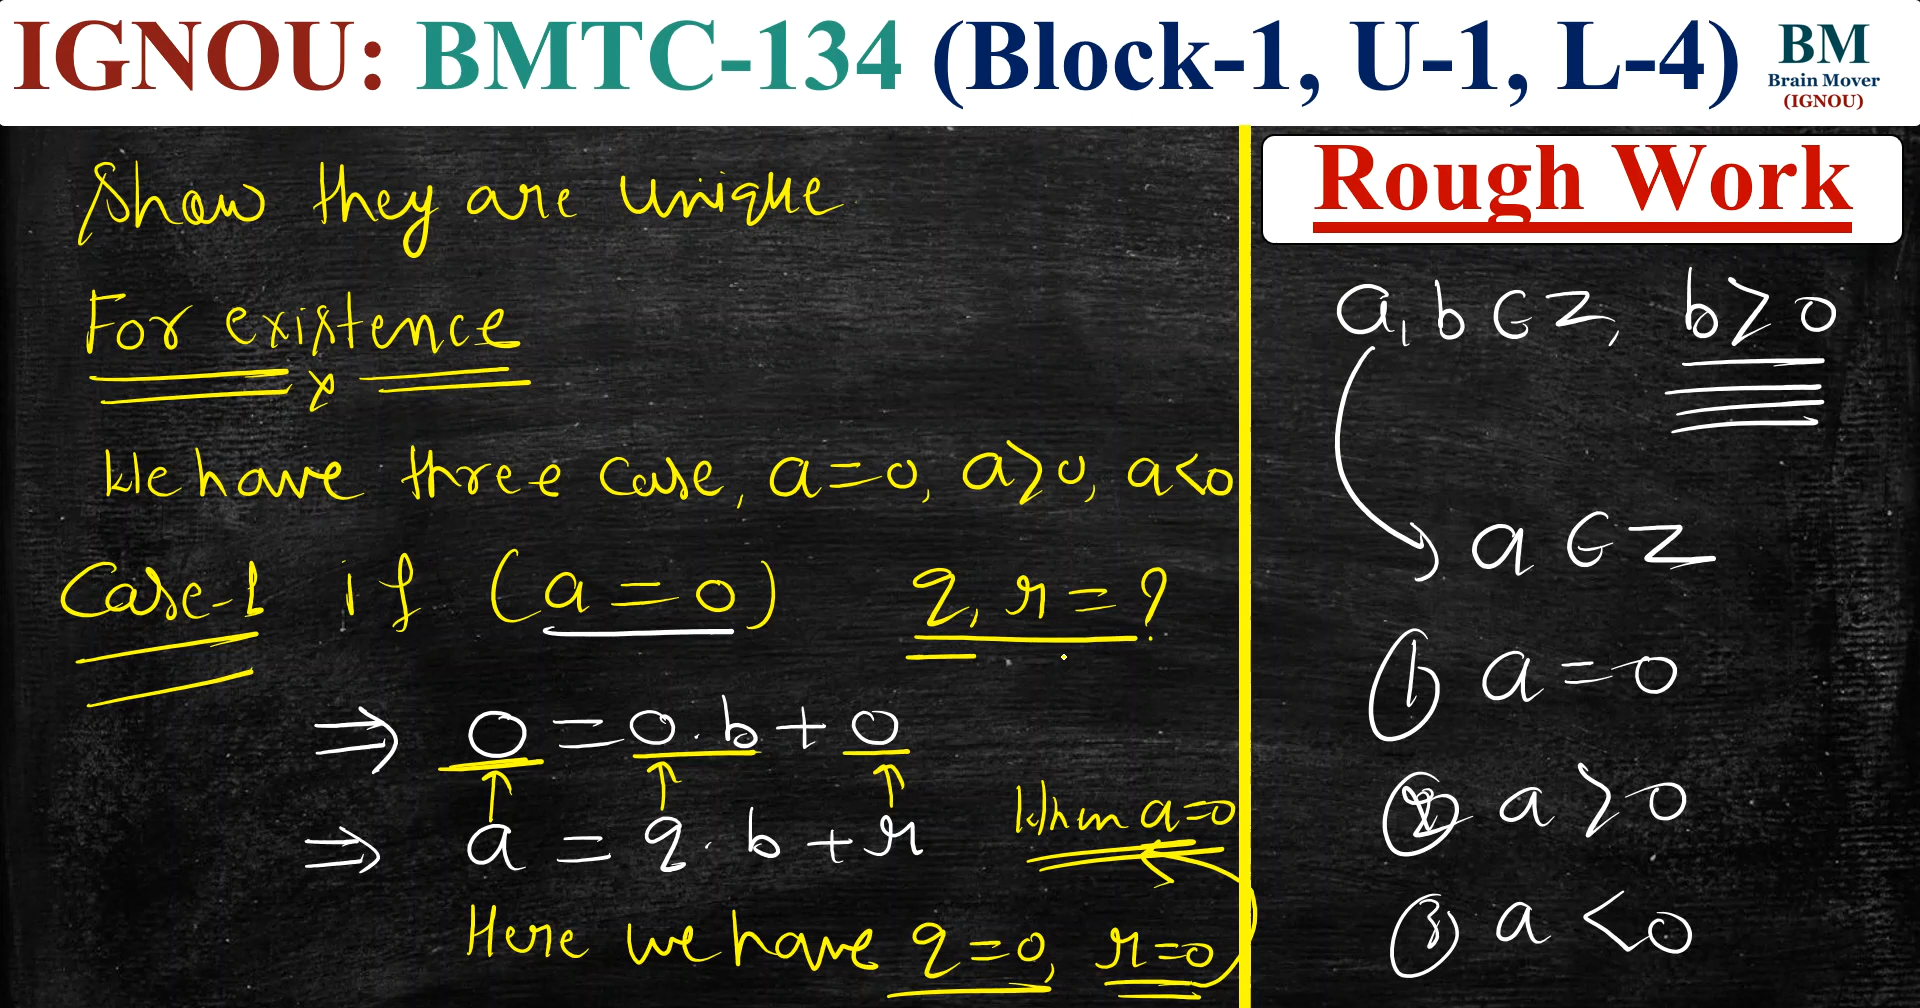 IGNOU: BMTC-134 (Block-1, U-1, L-4)
BM
Brain Mover
(IGNOU)
Show they are unique
For existence
We have three case, a=0, a>0, a<0
Case-1 if (a=0) q, r=?
⇒ 0=0.b+0
⇒ a=q.b+r When a=0
Here we have q=0, r=0
Rough Work
a, b ∈ Z, b>0
a ∈ Z
① a=0
② a>0
③ a<0